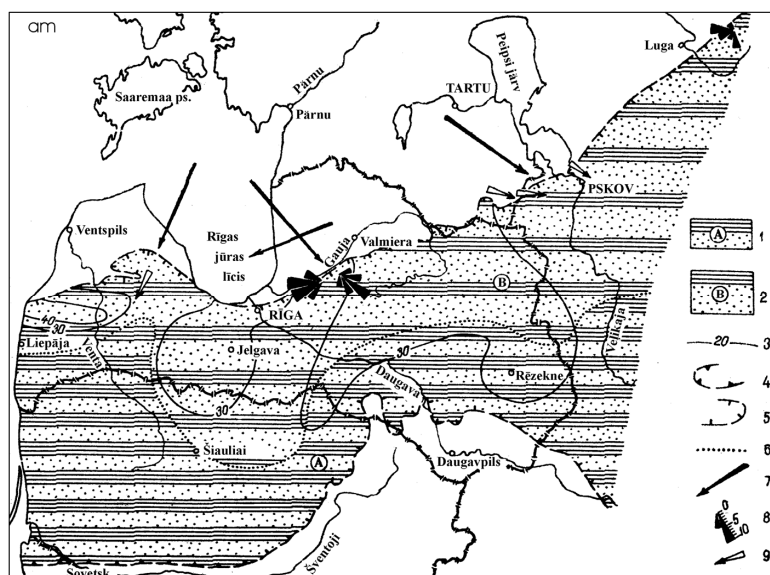 am
Luga
Peipsi järv
TARTU
Pärnu
Saaremaa ps.
Pärnu
PSKOV
Ventspils
Rīgas
jūras
līcis
Gauja
Valmiera
A
1
B
RĪGA
B
2
40
30
Liepāja
Venta
Jelgava
30
Velikaja
20
3
30
Daugava
Rēzekne
4
5
Šiauliai
A
Daugavpils
6
7
0
5
10
8
Šventoji
Sovetsk
9